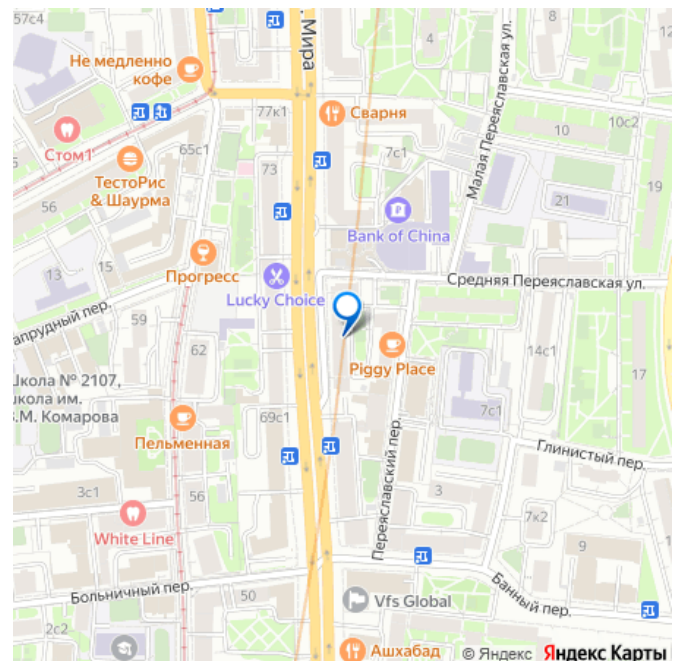 57с4
Не медленно
кофе
Мира
4
8
77к1
Сварня
Малая Переяславская ул.
10
10с2
Стом1
65с1
7с1
ТестоРис
& Шаурма
73
56
19
21
Bank of China
13
15
Прогресс
Lucky Choice
Средняя Переяславская ул.
апрудный пер.
59
62
Piggy Place
14с1
17
Школа № 2107,
школа им.
В.М. Комарова
69с1
7с1
Пельменная
Глинистый пер.
Переяславский пер.
3с1
56
3
White Line
7к2
9
Больничный пер.
50
Vfs Global
Банный пер.
2с2
Ашхабад
© Яндекс Яндекс Карты